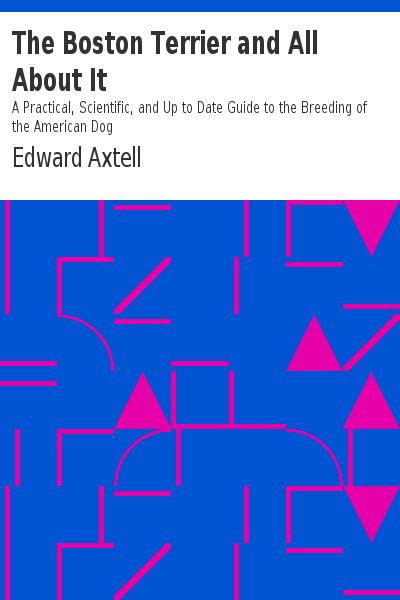 The Boston Terrier and All
About It
A Practical, Scientific, and Up to Date Guide to the Breeding of
the American Dog
Edward Axtell